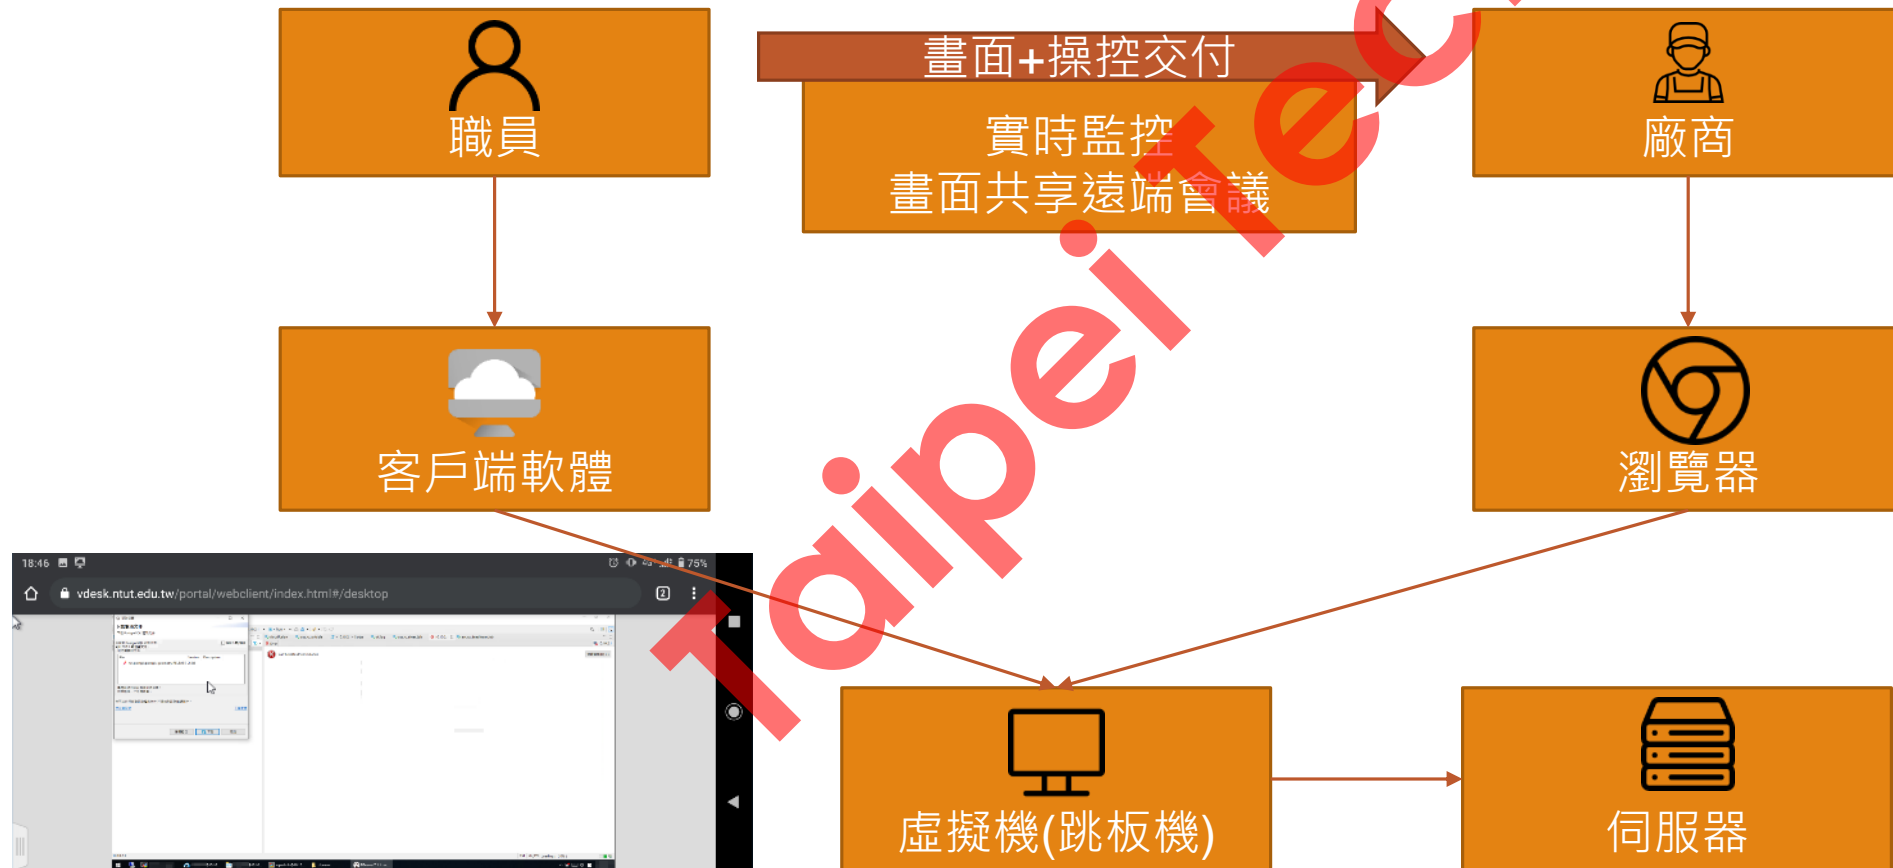 職員
畫面+操控交付
實時監控
畫面共享遠端會議
廠商
客戶端軟體
瀏覽器
Taipei Tec
18:46
75%
vdesk.ntut.edu.tw/portal/webclient/index.html#/desktop
2
虛擬機(跳板機)
伺服器